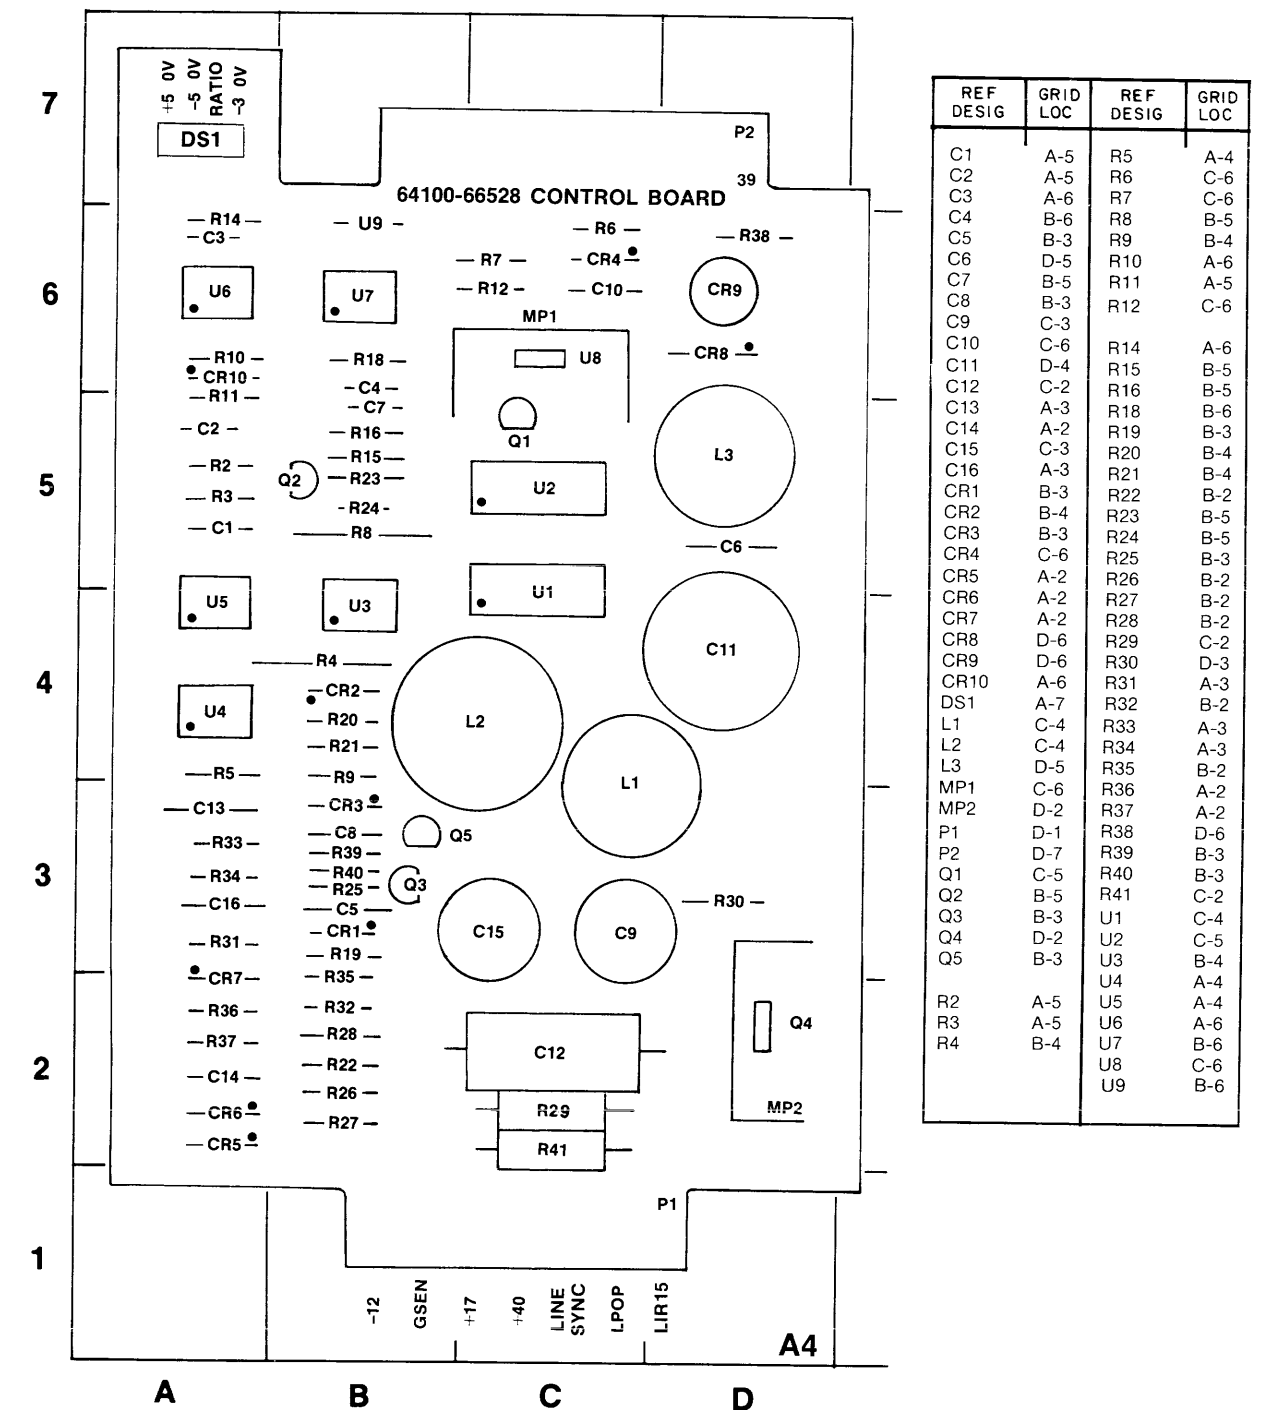 +5 0V
-5 0V
RATIO
-3 0V
7
DS1
P2
39
64100-66528 CONTROL BOARD
R14
C3
U9
R6
R38
R7
CR4
R12
C10
6
U6
U7
CR9
MP1
U8
CR8
R10
CR10
R11
R18
C4
C7
C2
R16
Q1
L3
R2
R15
Q2
R23
5
R3
U2
R24
C1
R8
C6
U5
U3
U1
R4
C11
4
CR2
U4
R20
L2
R21
R5
R9
L1
C13
CR3
R33
C8
Q5
R39
3
R34
R40
R25
Q3
C16
C5
R30
CR1
C15
C9
R31
R19
CR7
R35
R36
R32
Q4
R37
R28
C12
2
C14
R22
R26
CR6
R27
R29
MP2
CR5
R41
P1
1
-12
GSEN
+17
+40
LINE
SYNC
LPOP
LIR15
A4
A B C D
REF DESIG GRID LOC REF DESIG GRID LOC
C1 A-5 R5 A-4
C2 A-5 R6 C-6
C3 A-6 R7 C-6
C4 B-6 R8 B-5
C5 B-3 R9 B-4
C6 D-5 R10 A-6
C7 B-5 R11 A-5
C8 B-3 R12 C-6
C9 C-3
C10 C-6 R14 A-6
C11 D-4 R15 B-5
C12 C-2 R16 B-5
C13 A-3 R18 B-6
C14 A-2 R19 B-3
C15 C-3 R20 B-4
C16 A-3 R21 B-4
CR1 B-3 R22 B-2
CR2 B-4 R23 B-5
CR3 B-3 R24 B-5
CR4 C-6 R25 B-3
CR5 A-2 R26 B-2
CR6 A-2 R27 B-2
CR7 A-2 R28 B-2
CR8 D-6 R29 C-2
CR9 D-6 R30 D-3
CR10 A-6 R31 A-3
DS1 A-7 R32 B-2
L1 C-4 R33 A-3
L2 C-4 R34 A-3
L3 D-5 R35 B-2
MP1 C-6 R36 A-2
MP2 D-2 R37 A-2
P1 D-1 R38 D-6
P2 D-7 R39 B-3
Q1 C-5 R40 B-3
Q2 B-5 R41 C-2
Q3 B-3 U1 C-4
Q4 D-2 U2 C-5
Q5 B-3 U3 B-4
U4 A-4
R2 A-5 U5 A-4
R3 A-5 U6 A-6
R4 B-4 U7 B-6
U8 C-6
U9 B-6